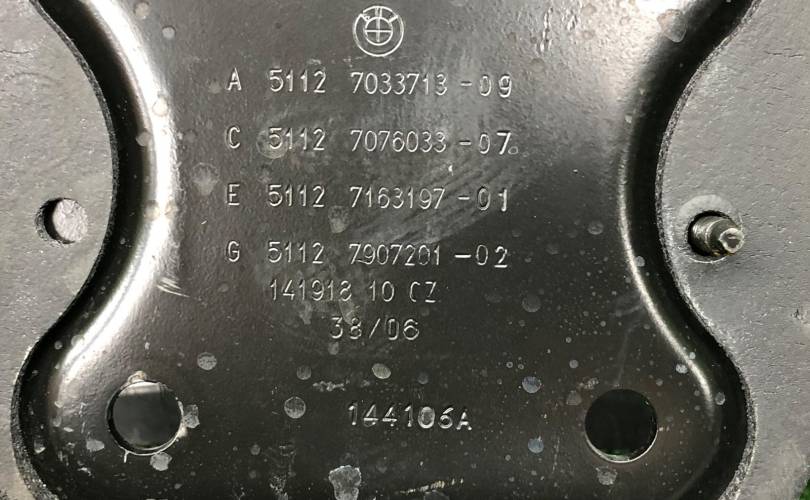 A 5112 7033713-09
C 5112 7076033-07
E 5112 7163197-01
G 5112 7907201-02
141918 10 CZ
38/06
144106A